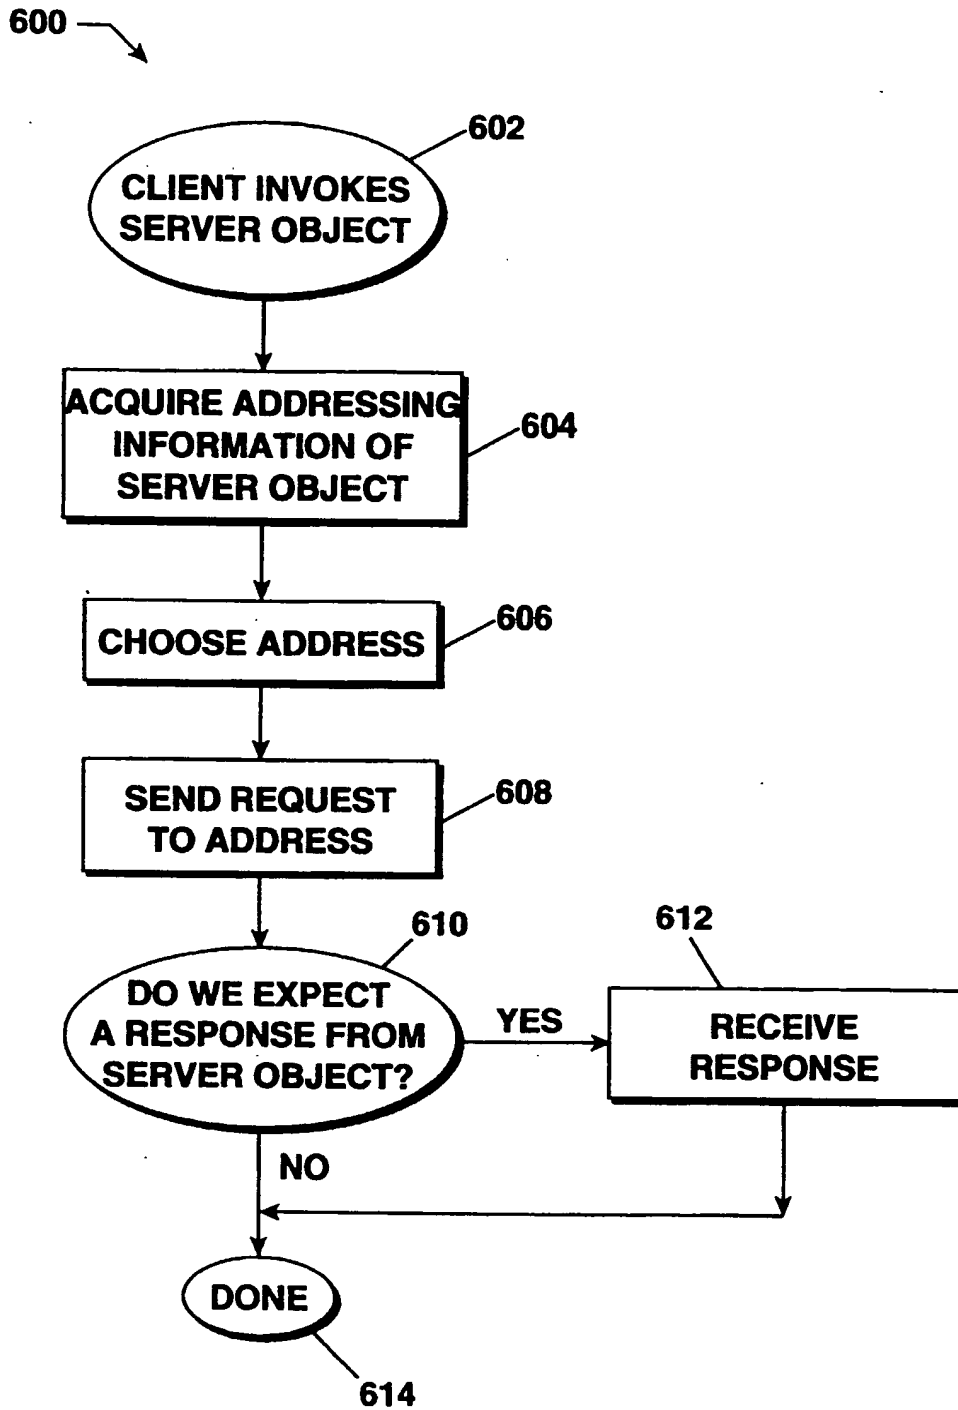 600
602
CLIENT INVOKES
SERVER OBJECT
ACQUIRE ADDRESSING
INFORMATION OF
SERVER OBJECT
604
CHOOSE ADDRESS
606
SEND REQUEST
TO ADDRESS
608
610
DO WE EXPECT
A RESPONSE FROM
SERVER OBJECT?
YES
612
RECEIVE
RESPONSE
NO
DONE
614